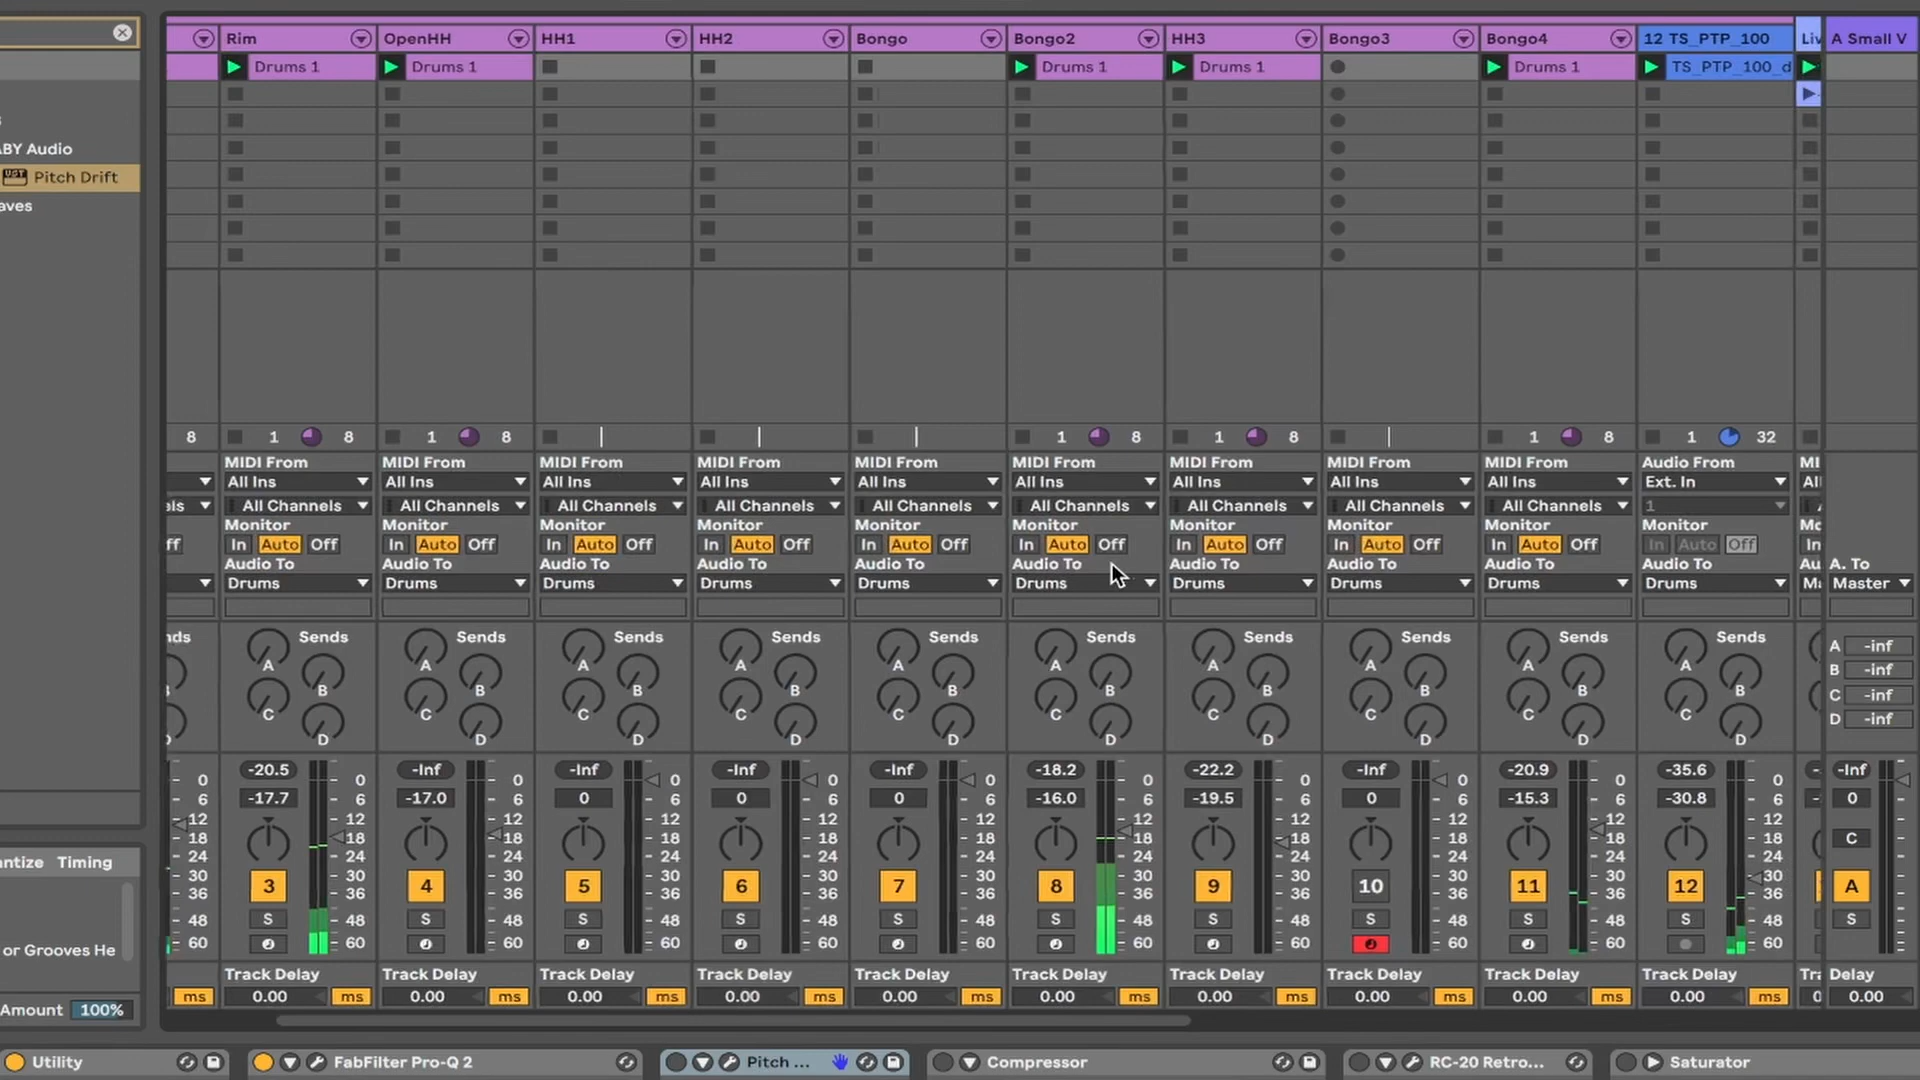 Rim OpenHH HH1 HH2 Bongo Bongo2 HH3 Bongo3 Bongo4 12 TS_PTP_100 Liv A Small V
Drums 1 Drums 1 Drums 1 Drums 1 Drums 1 TS_PTP_100_d
ABY Audio
Pitch Drift
aves
8 1 8 1 8 1 8 1 8 1 8 1 32
MIDI From MIDI From MIDI From MIDI From MIDI From MIDI From MIDI From MIDI From MIDI From Audio From MI
All Ins All Ins All Ins All Ins All Ins All Ins All Ins All Ins All Ins Ext. In All
els All Channels All Channels All Channels All Channels All Channels All Channels All Channels All Channels All Channels 1
Monitor Monitor Monitor Monitor Monitor Monitor Monitor Monitor Monitor Monitor Mo
ff In Auto Off In Auto Off In Auto Off In Auto Off In Auto Off In Auto Off In Auto Off In Auto Off In Auto Off In Auto Off In
Audio To Audio To Audio To Audio To Audio To Audio To Audio To Audio To Audio To Audio To Au A. To
Drums Drums Drums Drums Drums Drums Drums Drums Drums Drums Ma Master
nds Sends Sends Sends Sends Sends Sends Sends Sends Sends Sends A -inf
A A A A A A A A A A
B B B B B B B B B B B -inf
C C C C C C C C C C C -inf
D D D D D D D D D D D D -inf
-20.5 -Inf -Inf -Inf -Inf -18.2 -22.2 -Inf -20.9 -35.6 -Inf
0 0 0 0 0 0 0 0 0 0 0
-17.7 -17.0 0 0 0 -16.0 -19.5 0 -15.3 -30.8 0
6 6 6 6 6 6 6 6 6 6 6
12 12 12 12 12 12 12 12 12 12 12
18 18 18 18 18 18 18 18 18 18 18 C
24 24 24 24 24 24 24 24 24 24 24
30 30 30 30 30 30 30 30 30 30 30
3 4 5 6 7 8 9 10 11 12 A
36 36 36 36 36 36 36 36 36 36 36
S S S S S S S S S S S
48 48 48 48 48 48 48 48 48 48 48
60 60 60 60 60 60 60 60 60 60 60
antize Timing
or Grooves He
Amount 100%
Track Delay Track Delay Track Delay Track Delay Track Delay Track Delay Track Delay Track Delay Track Delay Track Delay Tra Delay
ms 0.00 ms 0.00 ms 0.00 ms 0.00 ms 0.00 ms 0.00 ms 0.00 ms 0.00 ms 0.00 ms 0.00 ms 0 0.00
Utility FabFilter Pro-Q 2 Pitch ... Compressor RC-20 Retro... Saturator